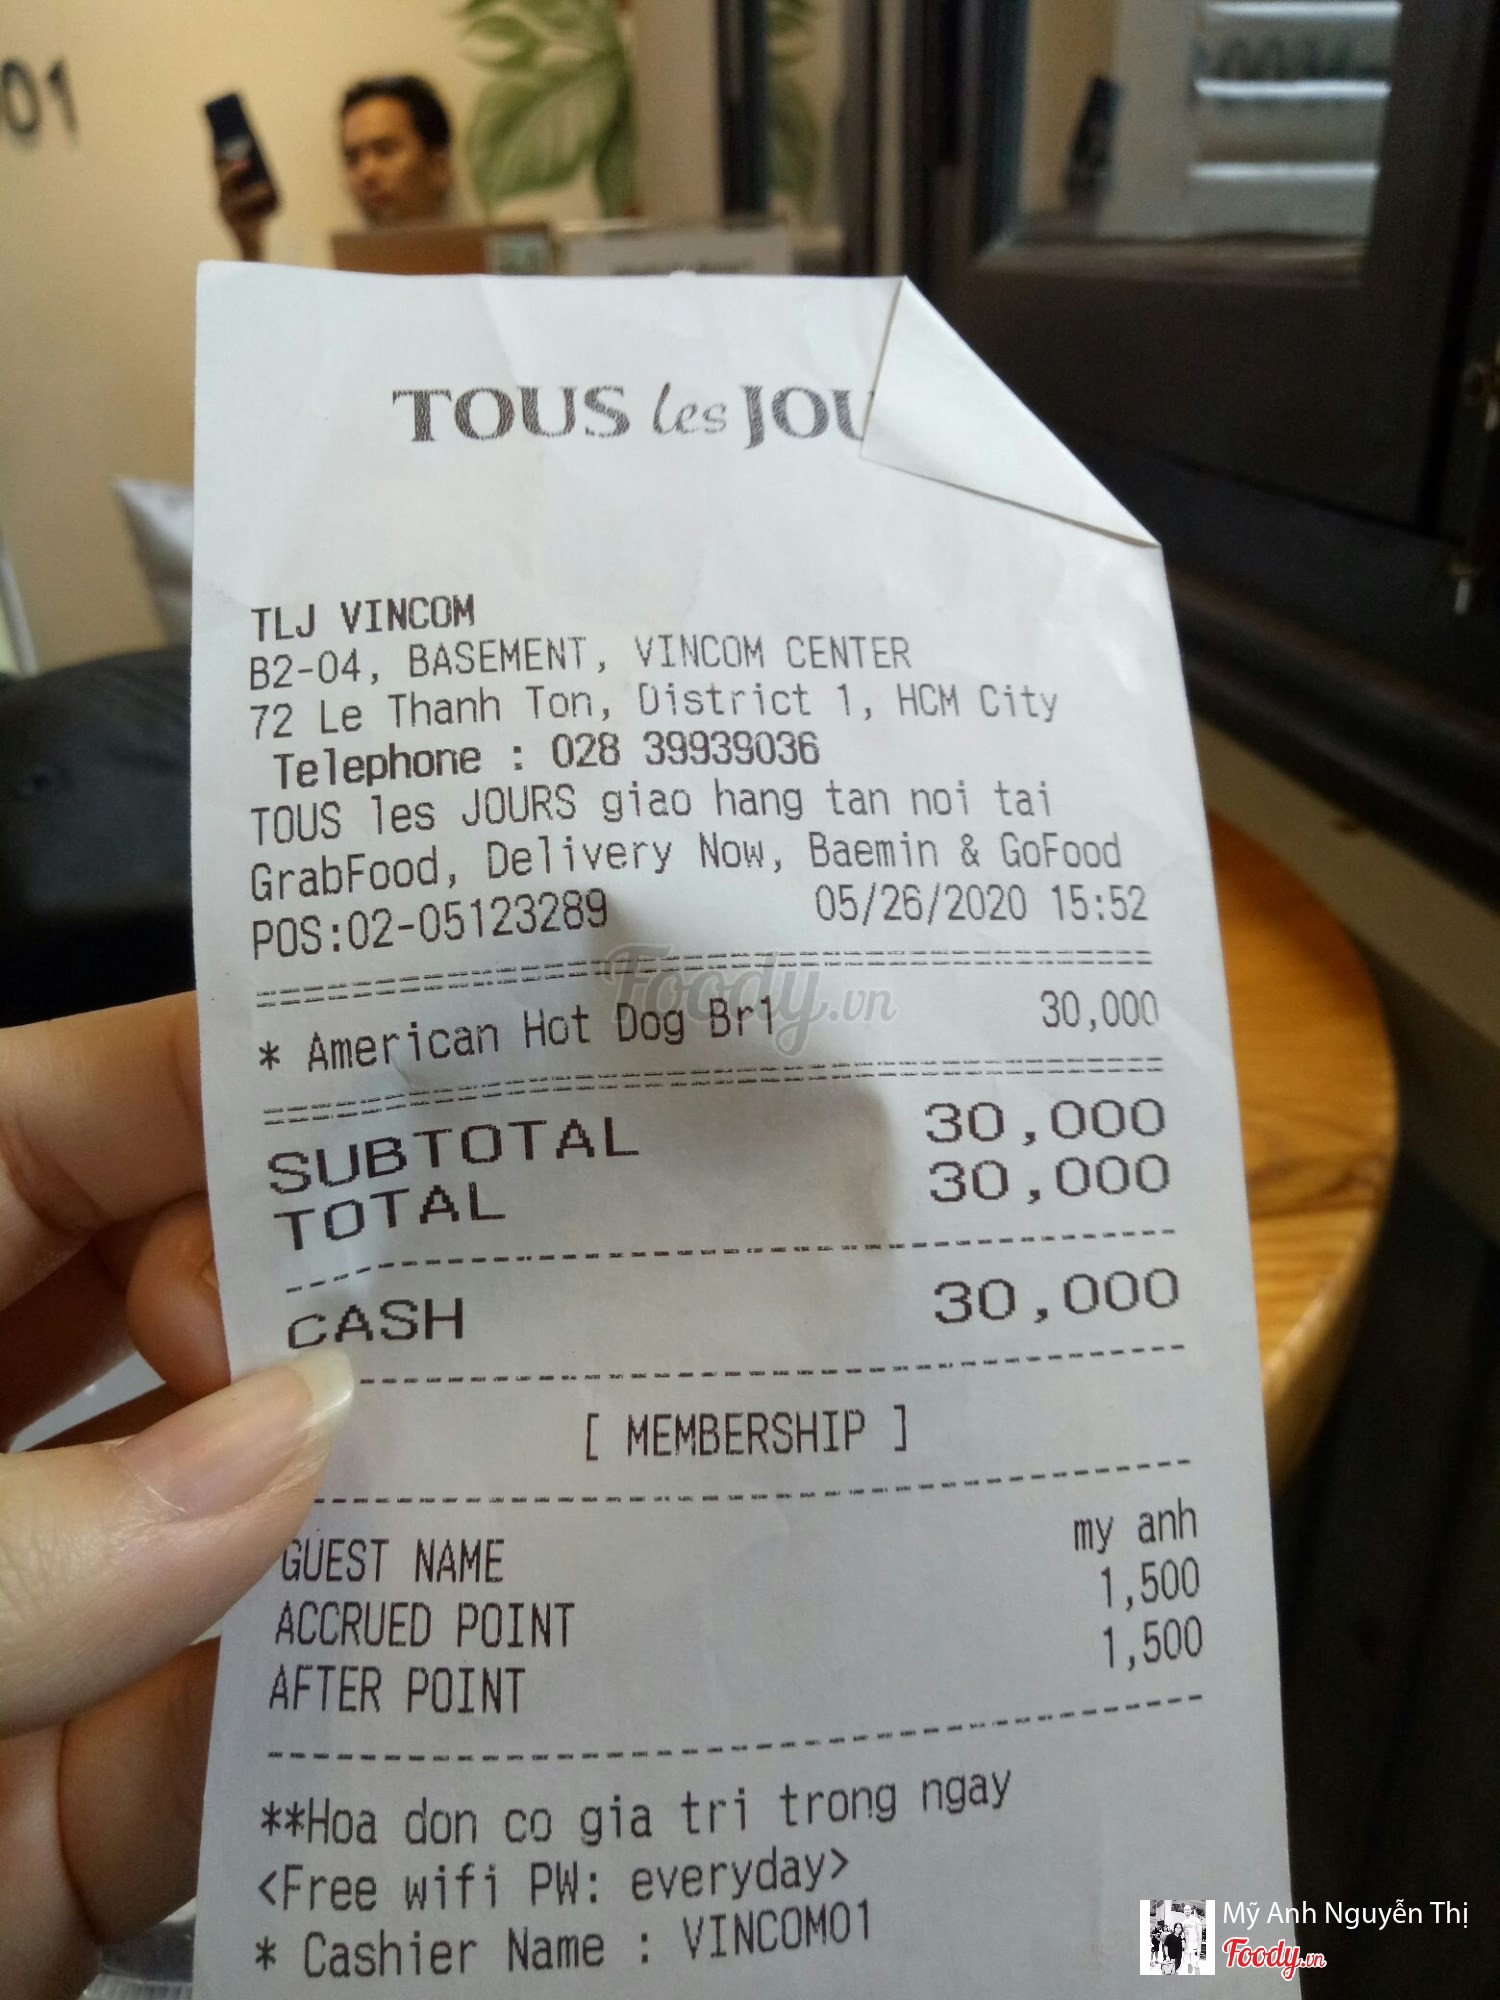 01
TOUS les JOU
TLJ VINCOM
B2-04, BASEMENT, VINCOM CENTER
72 Le Thanh Ton, District 1, HCM City
Telephone : 028 39939036
TOUS les JOURS giao hang tan noi tai
GrabFood, Delivery Now, Baemin & GoFood
POS:02-05123289 05/26/2020 15:52
Foody.vn
* American Hot Dog Br1 30,000
SUBTOTAL 30,000
TOTAL 30,000
CASH 30,000
[ MEMBERSHIP ]
GUEST NAME my anh
ACCRUED POINT 1,500
AFTER POINT 1,500
**Hoa don co gia tri trong ngay
<Free wifi PW: everyday>
* Cashier Name : VINCOM01
Mỹ Anh Nguyễn Thị
Foody.vn